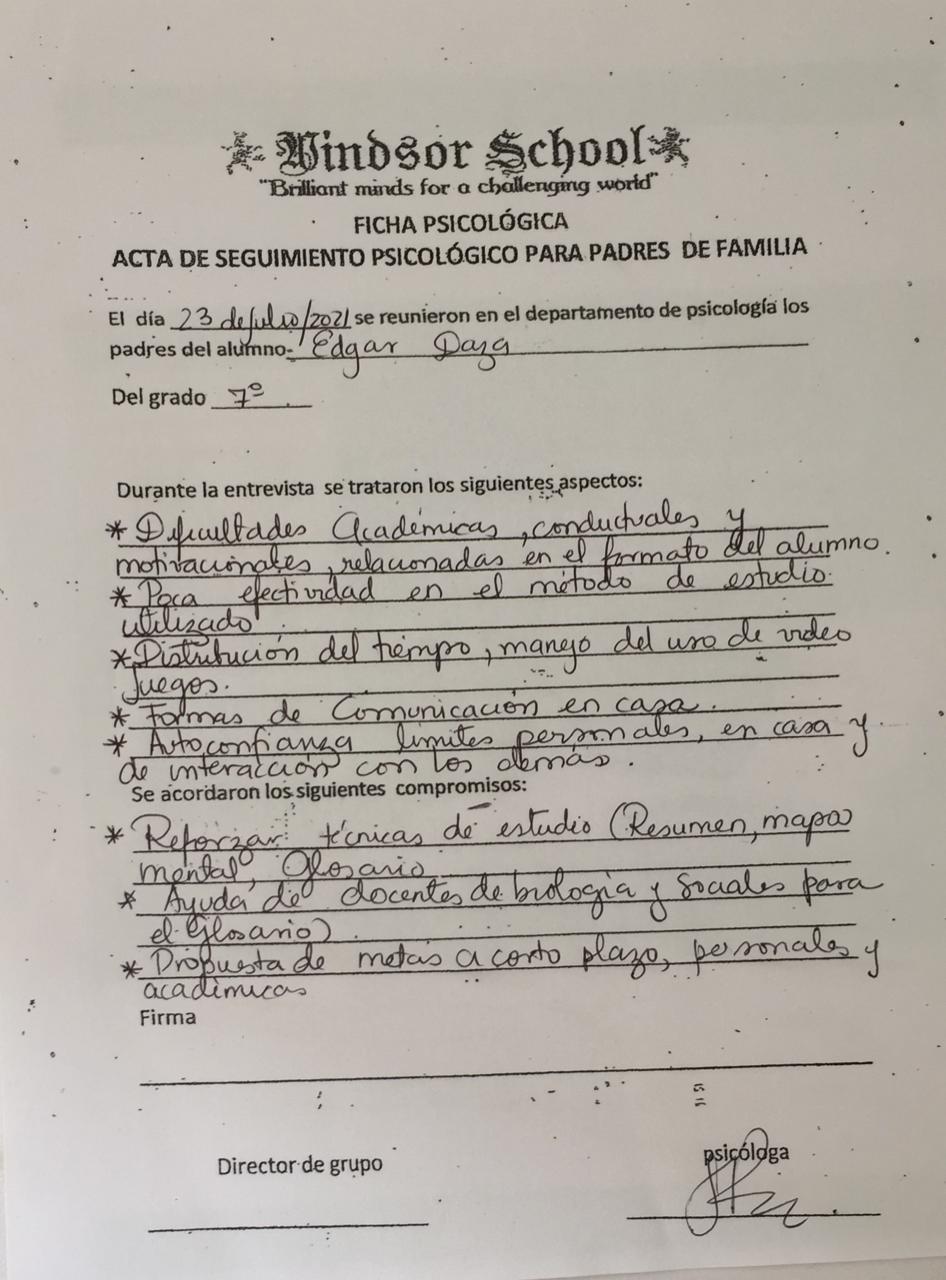 Windsor School
"Brilliant minds for a challenging world"
FICHA PSICOLÓGICA
ACTA DE SEGUIMIENTO PSICOLÓGICO PARA PADRES DE FAMILIA
El día 23 de Julio/2021 se reunieron en el departamento de psicología los
padres del alumno- Edgar Daza
Del grado 7º
Durante la entrevista se trataron los siguientes aspectos:
* Dificultades Académicas, conductuales y
motivacionales, relacionadas en el formato del alumno.
* Poca efectividad en el método de estudio
utilizado.
* Distribución del tiempo, manejo del uso de video
Juegos.
* Formas de Comunicación en casa.
* Autoconfianza limites personales, en casa y
de interacción con los demás.
Se acordaron los siguientes compromisos:
* Reforzar técnicas de estudio (Resumen, mapa
mental, Glosario
* Ayuda de docentes de biología y Sociales para
el Glosario).
* Propuesta de metas a corto plazo, personales y
académicas
Firma
Director de grupo
psicóloga